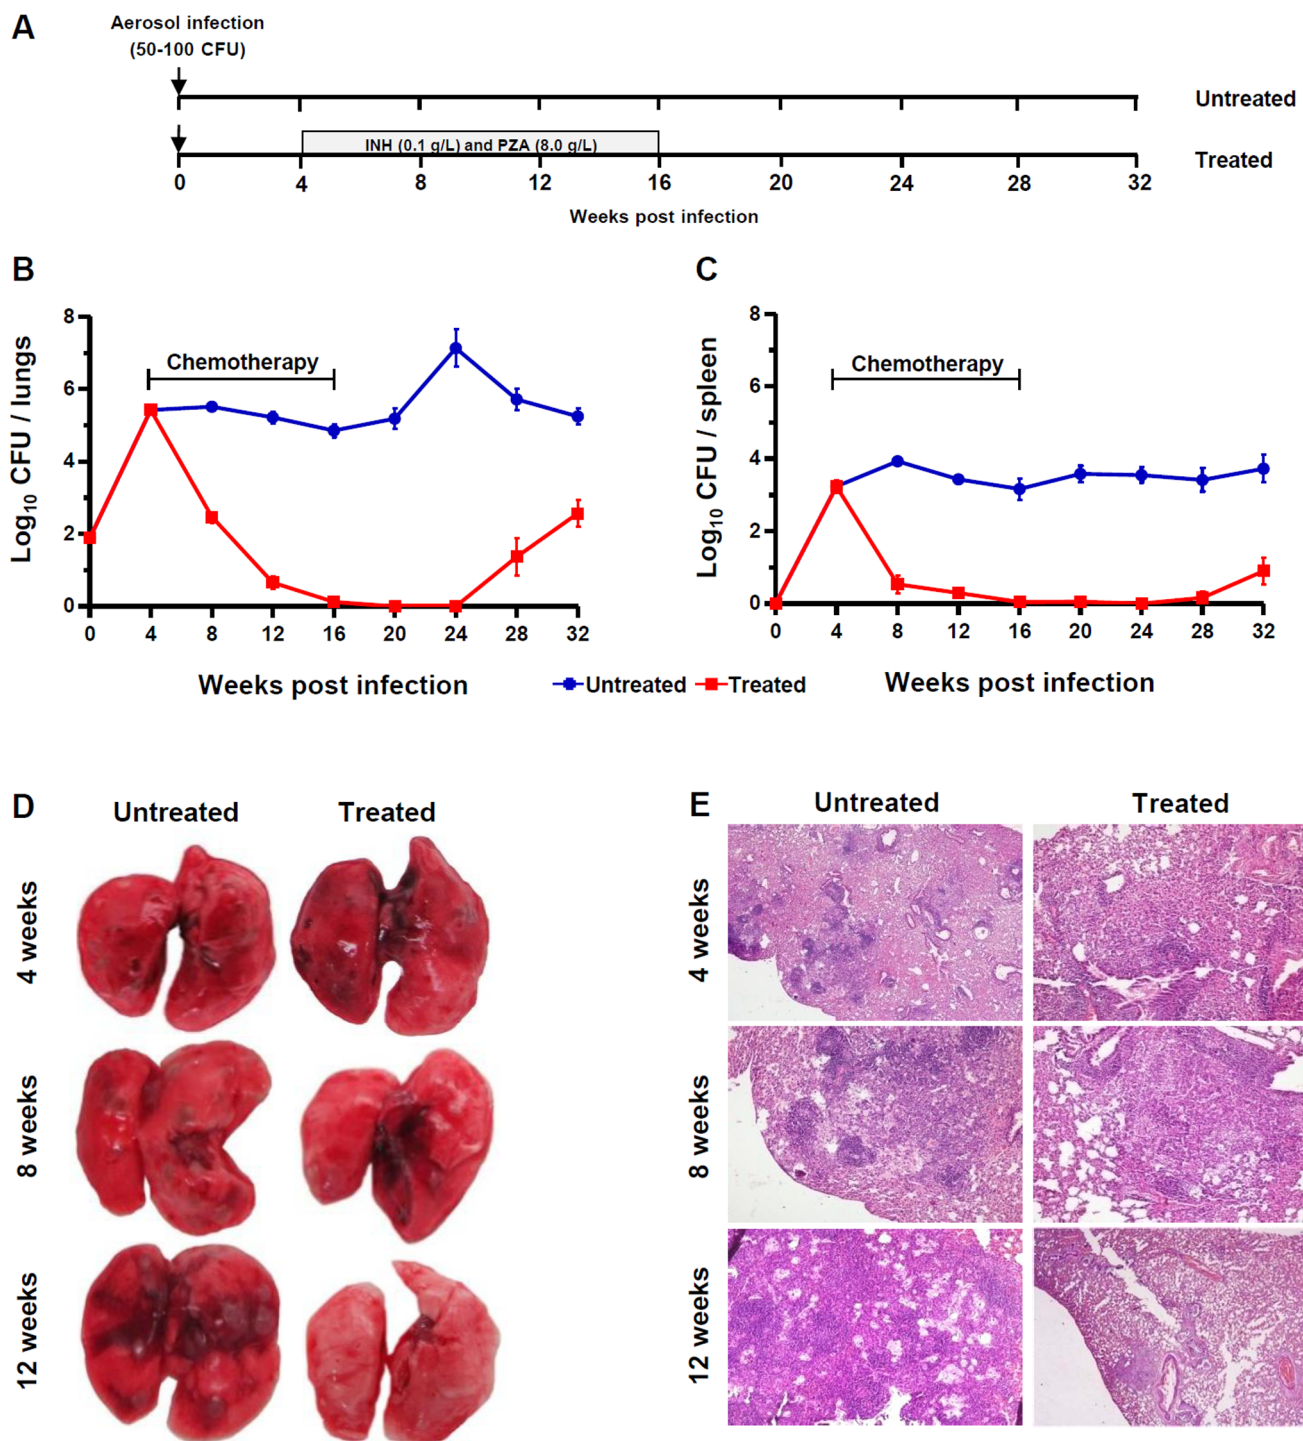 A
Aerosol infection
(50-100 CFU)
Untreated
INH (0.1 g/L) and PZA (8.0 g/L)
Treated
0 4 8 12 16 20 24 28 32
Weeks post infection
B
Log10 CFU / lungs
8
6
4
2
0
Chemotherapy
0 4 8 12 16 20 24 28 32
Weeks post infection
C
Log10 CFU / spleen
8
6
4
2
0
Chemotherapy
0 4 8 12 16 20 24 28 32
Weeks post infection
Untreated Treated
D
Untreated Treated
4 weeks
8 weeks
12 weeks
E
Untreated Treated
4 weeks
8 weeks
12 weeks